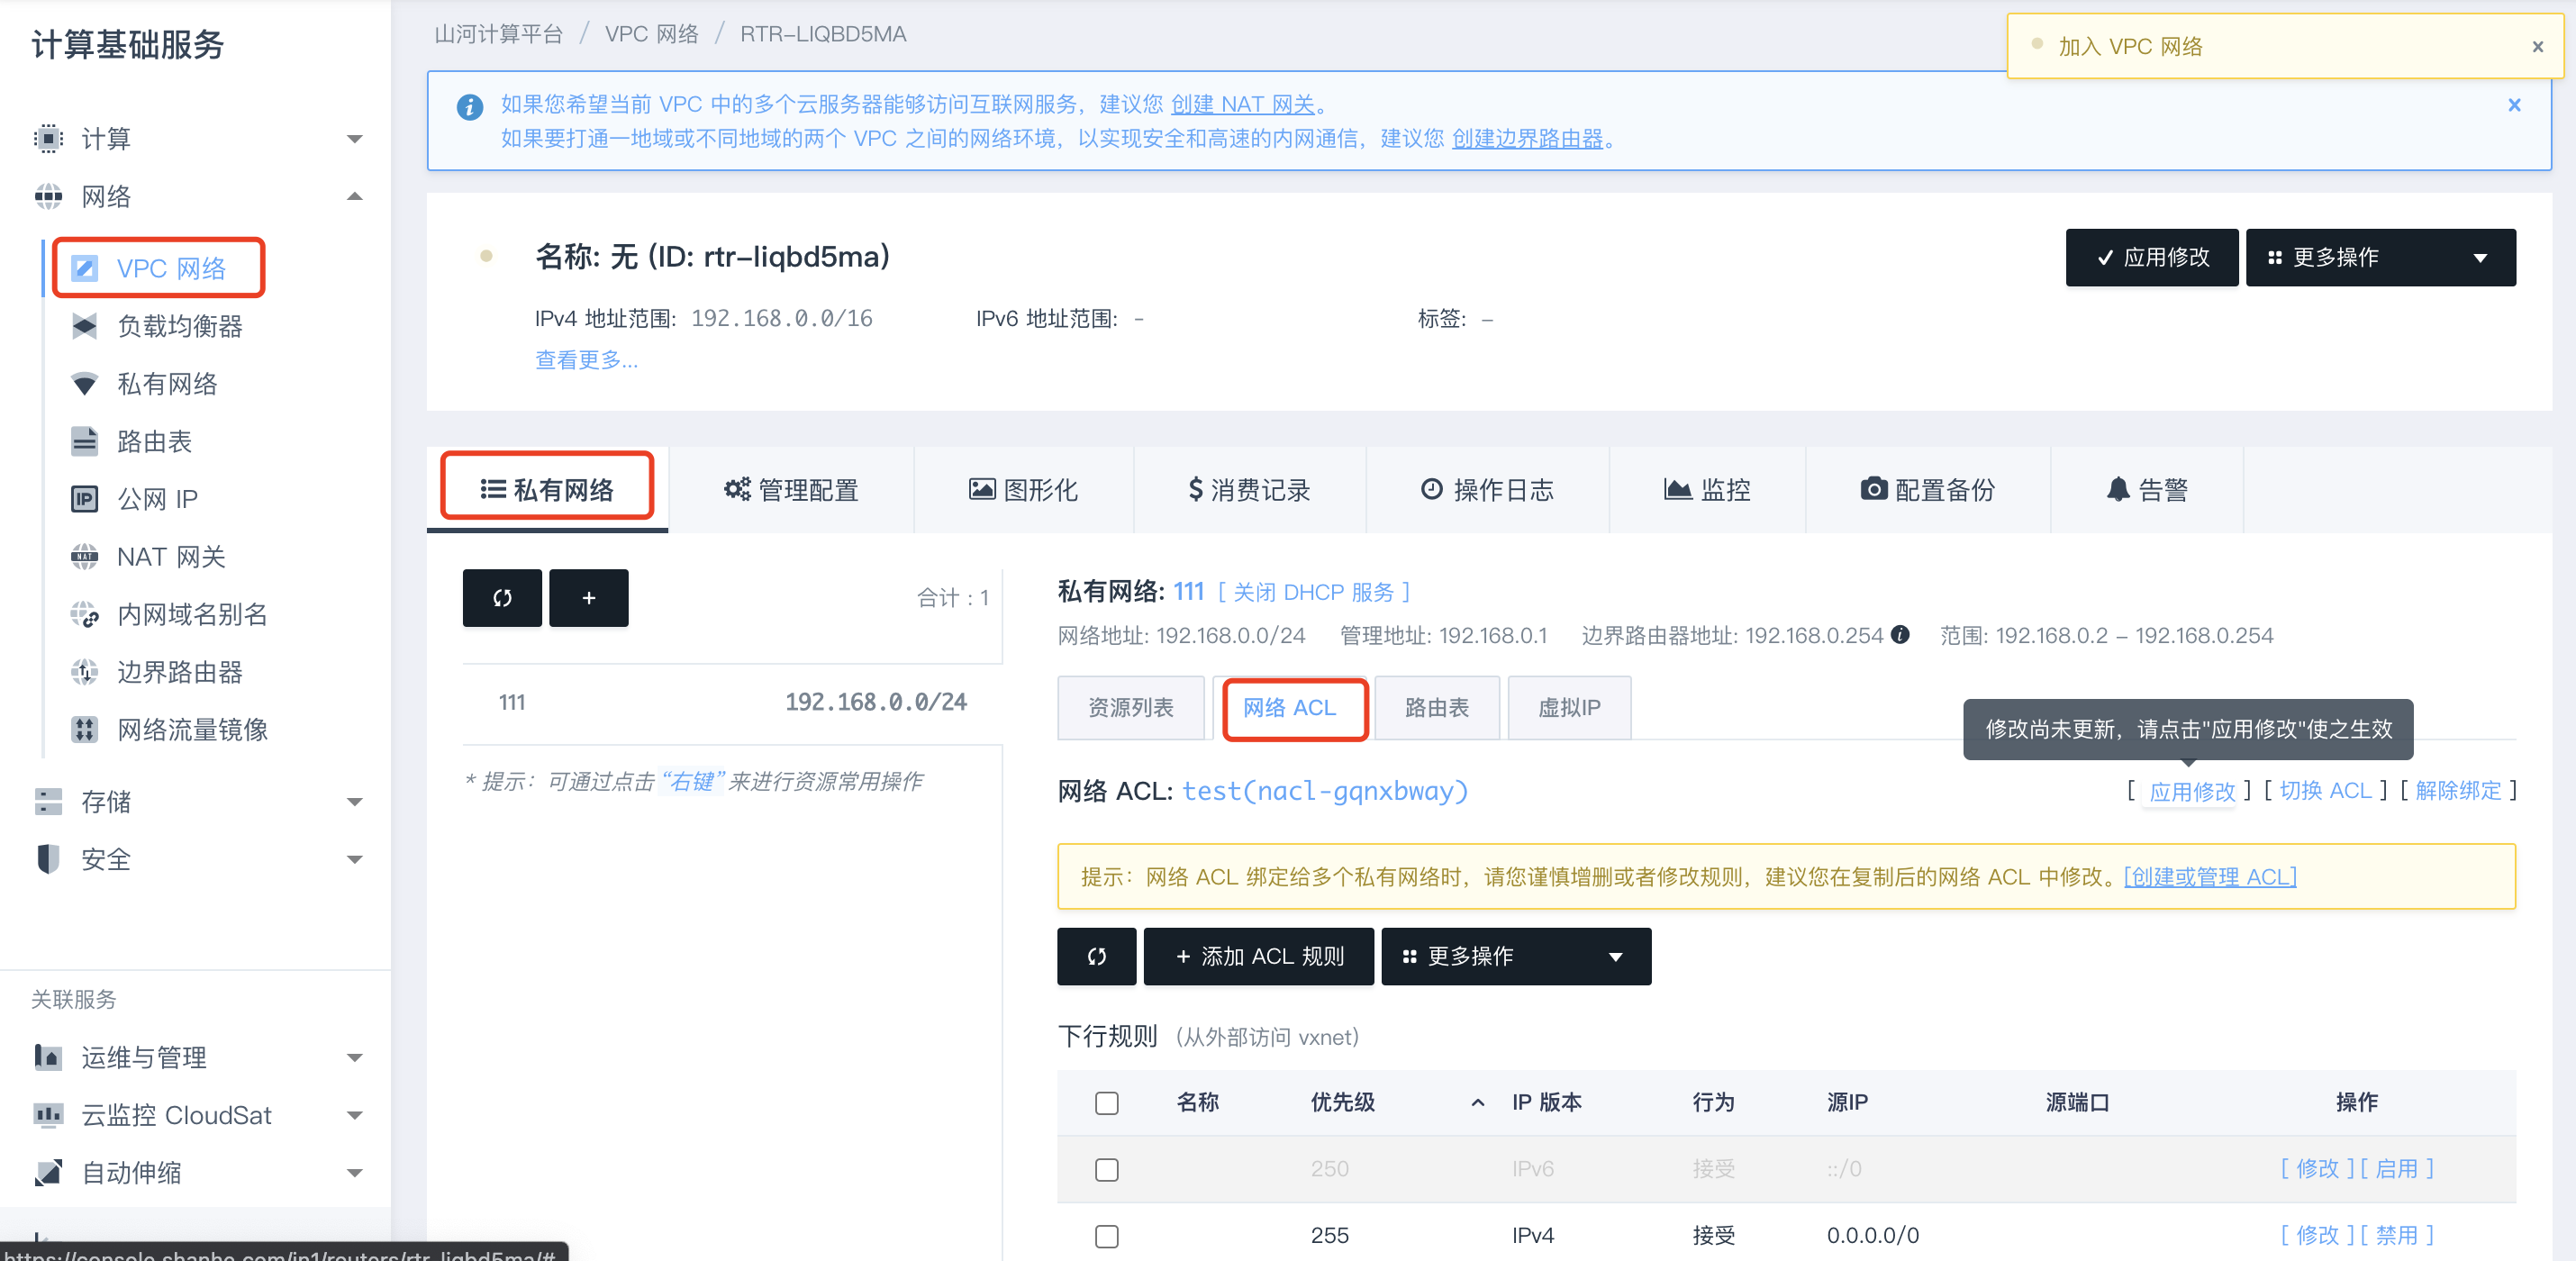 计算基础服务
计算
网络
VPC 网络
负载均衡器
私有网络
路由表
公网 IP
NAT 网关
内网域名别名
边界路由器
网络流量镜像
存储
安全
关联服务
运维与管理
云监控 CloudSat
自动伸缩
https://console.shanhe.com/jn1/routers/rtr-liqbd5ma/#
山河计算平台 / VPC 网络 / RTR-LIQBD5MA
加入 VPC 网络 ×
如果您希望当前 VPC 中的多个云服务器能够访问互联网服务，建议您 创建 NAT 网关。 ×
如果要打通一地域或不同地域的两个 VPC 之间的网络环境，以实现安全和高速的内网通信，建议您 创建边界路由器。
名称: 无 (ID: rtr-liqbd5ma)
应用修改 更多操作
IPv4 地址范围: 192.168.0.0/16 IPv6 地址范围: - 标签: -
查看更多...
私有网络 管理配置 图形化 $ 消费记录 操作日志 监控 配置备份 告警
+ 合计 : 1
111 192.168.0.0/24
* 提示：可通过点击“右键”来进行资源常用操作
私有网络: 111 [ 关闭 DHCP 服务 ]
网络地址: 192.168.0.0/24 管理地址: 192.168.0.1 边界路由器地址: 192.168.0.254 范围: 192.168.0.2 - 192.168.0.254
资源列表 网络 ACL 路由表 虚拟IP
修改尚未更新，请点击"应用修改"使之生效
网络 ACL: test(nacl-gqnxbway) [ 应用修改 ] [ 切换 ACL ] [ 解除绑定 ]
提示：网络 ACL 绑定给多个私有网络时，请您谨慎增删或者修改规则，建议您在复制后的网络 ACL 中修改。[创建或管理 ACL]
+ 添加 ACL 规则 更多操作
下行规则 (从外部访问 vxnet)
名称 优先级 IP 版本 行为 源IP 源端口 操作
250 IPv6 接受 ::/0 [ 修改 ] [ 启用 ]
255 IPv4 接受 0.0.0.0/0 [ 修改 ] [ 禁用 ]